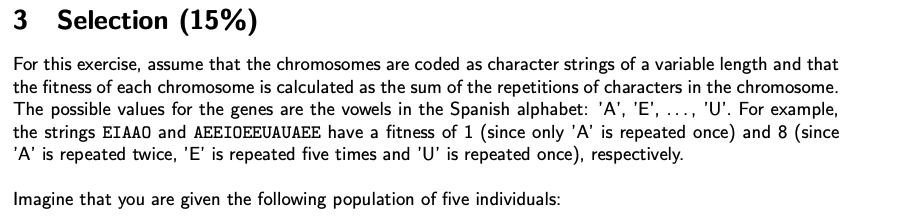 3 Selection (15%)
For this exercise, assume that the chromosomes are coded as character strings of a variable length and that
the fitness of each chromosome is calculated as the sum of the repetitions of characters in the chromosome.
The possible values for the genes are the vowels in the Spanish alphabet: 'A', 'E', ..., 'U'. For example,
the strings EIAAO and AEEIOEEUAUAEE have a fitness of 1 (since only 'A' is repeated once) and 8 (since
'A' is repeated twice, 'E' is repeated five times and 'U' is repeated once), respectively.
Imagine that you are given the following population of five individuals: